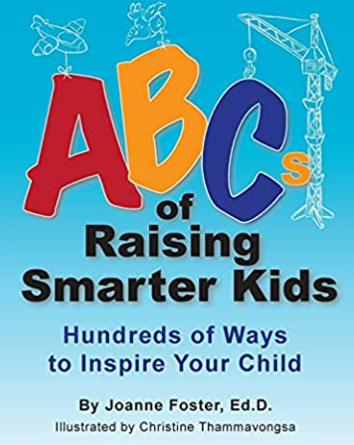 ABCs
of
Raising
Smarter Kids
Hundreds of Ways
to Inspire Your Child
By Joanne Foster, Ed.D.
Illustrated by Christine Thammavongsa